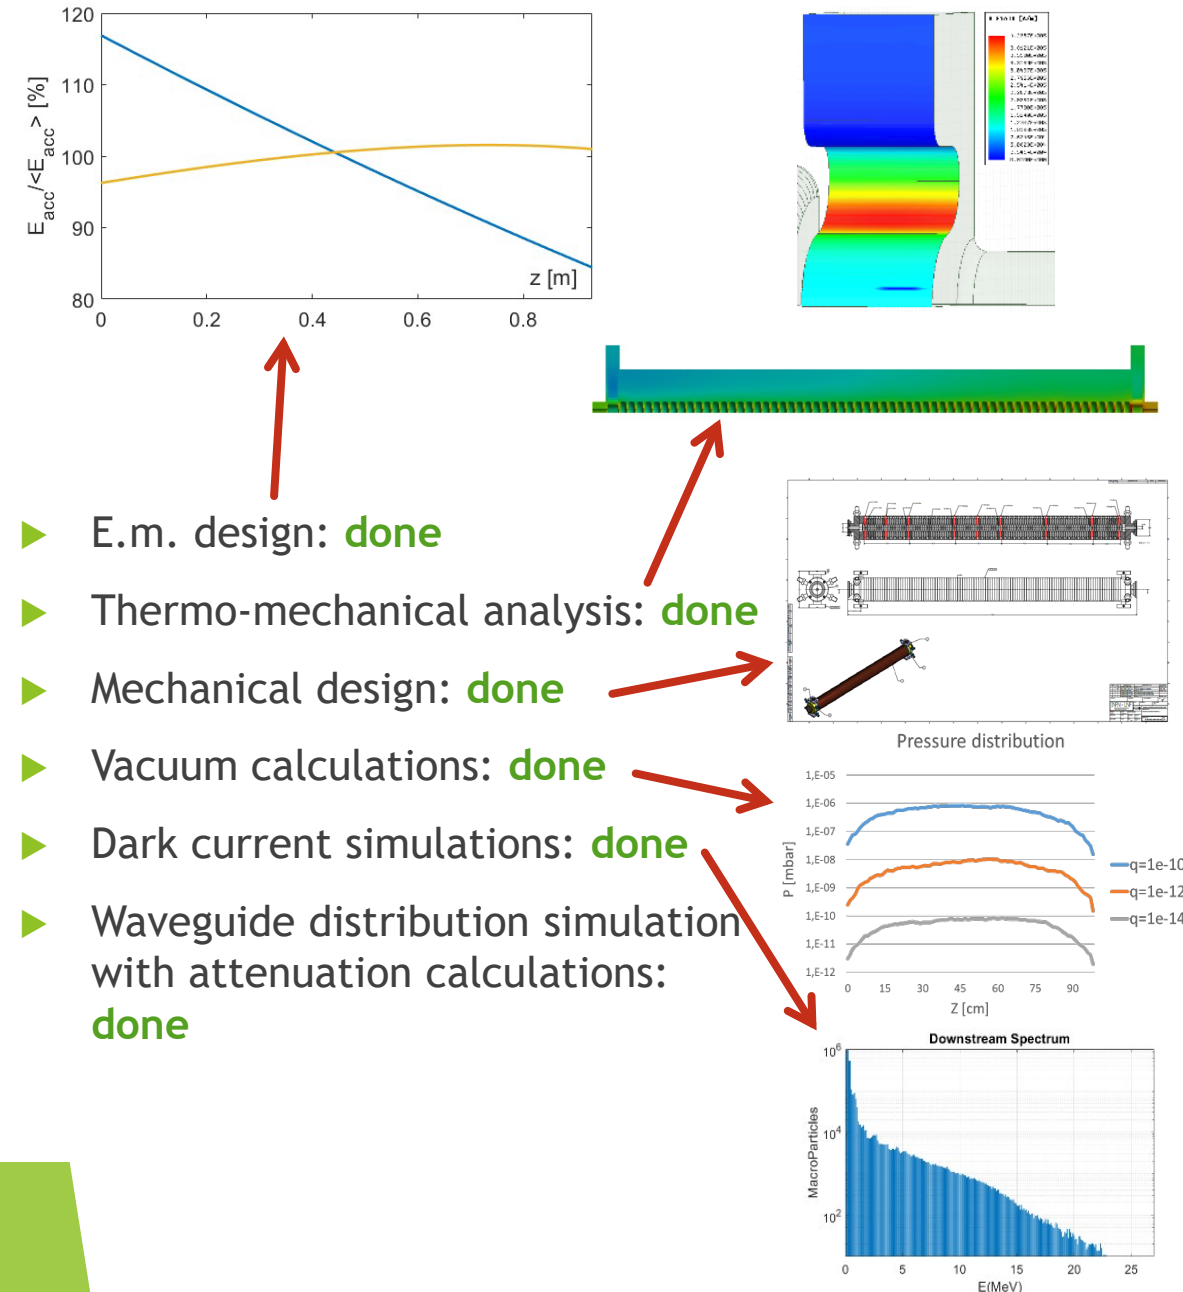 120
110
100
90
80
E_acc/<E_acc> [%]
z [m]
0 0.2 0.4 0.6 0.8
E.m. design: done
Thermo-mechanical analysis: done
Mechanical design: done
Vacuum calculations: done
Dark current simulations: done
Waveguide distribution simulation
with attenuation calculations:
done
Pressure distribution
1,E-05
1,E-06
1,E-07
1,E-08
1,E-09
1,E-10
1,E-11
1,E-12
P [mbar]
q=1e-10
q=1e-12
q=1e-14
0 15 30 45 60 75 90
Z [cm]
Downstream Spectrum
10^6
10^4
10^2
MacroParticles
0 5 10 15 20 25
E(MeV)